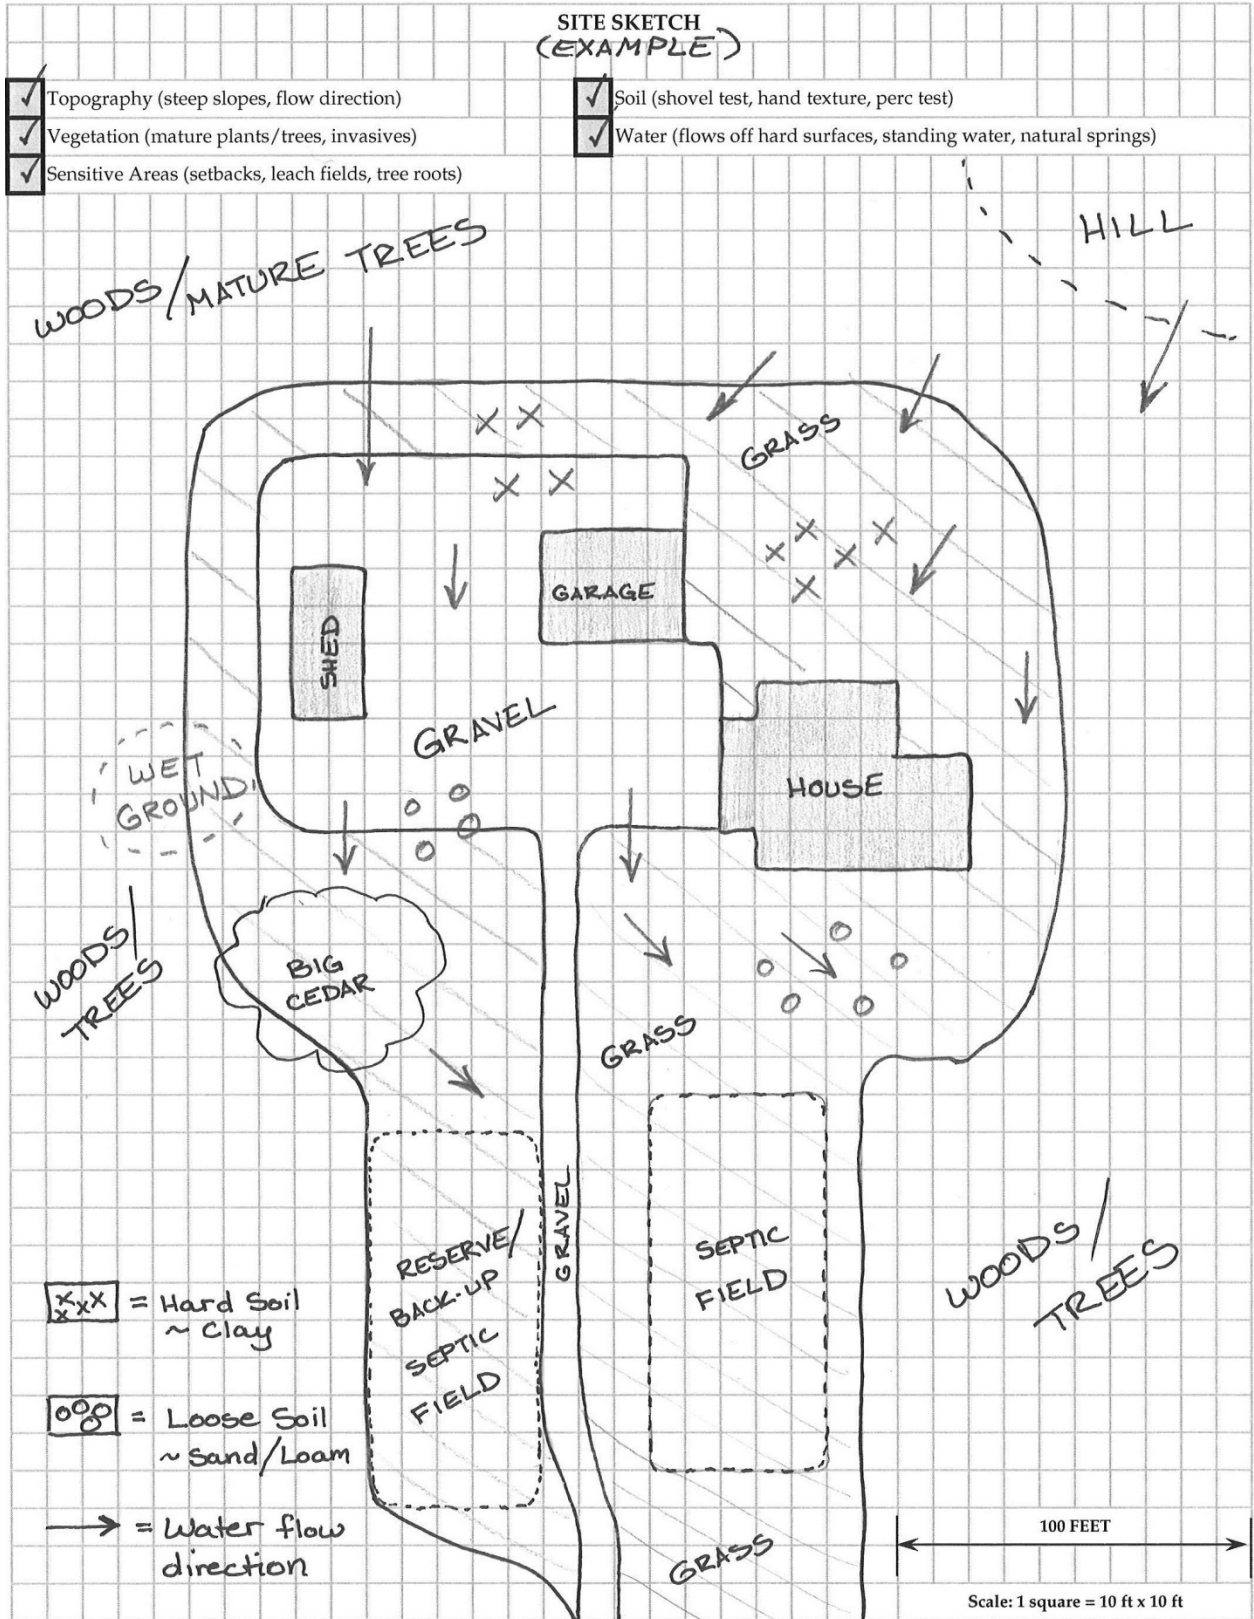 SITE SKETCH
(EXAMPLE)
Topography (steep slopes, flow direction)
Soil (shovel test, hand texture, perc test)
Vegetation (mature plants/trees, invasives)
Water (flows off hard surfaces, standing water, natural springs)
Sensitive Areas (setbacks, leach fields, tree roots)
HILL
WOODS/MATURE TREES
GRASS
GARAGE
SHED
GRAVEL
WET
GROUND
HOUSE
WOODS/
TREES
BIG
CEDAR
GRASS
GRAVEL
RESERVE/
BACK-UP
SEPTIC
FIELD
SEPTIC
FIELD
WOODS/
TREES
XXXX = Hard Soil
~ Clay
= Loose Soil
~ Sand/Loam
= Water flow
direction
GRASS
100 FEET
Scale: 1 square = 10 ft x 10 ft